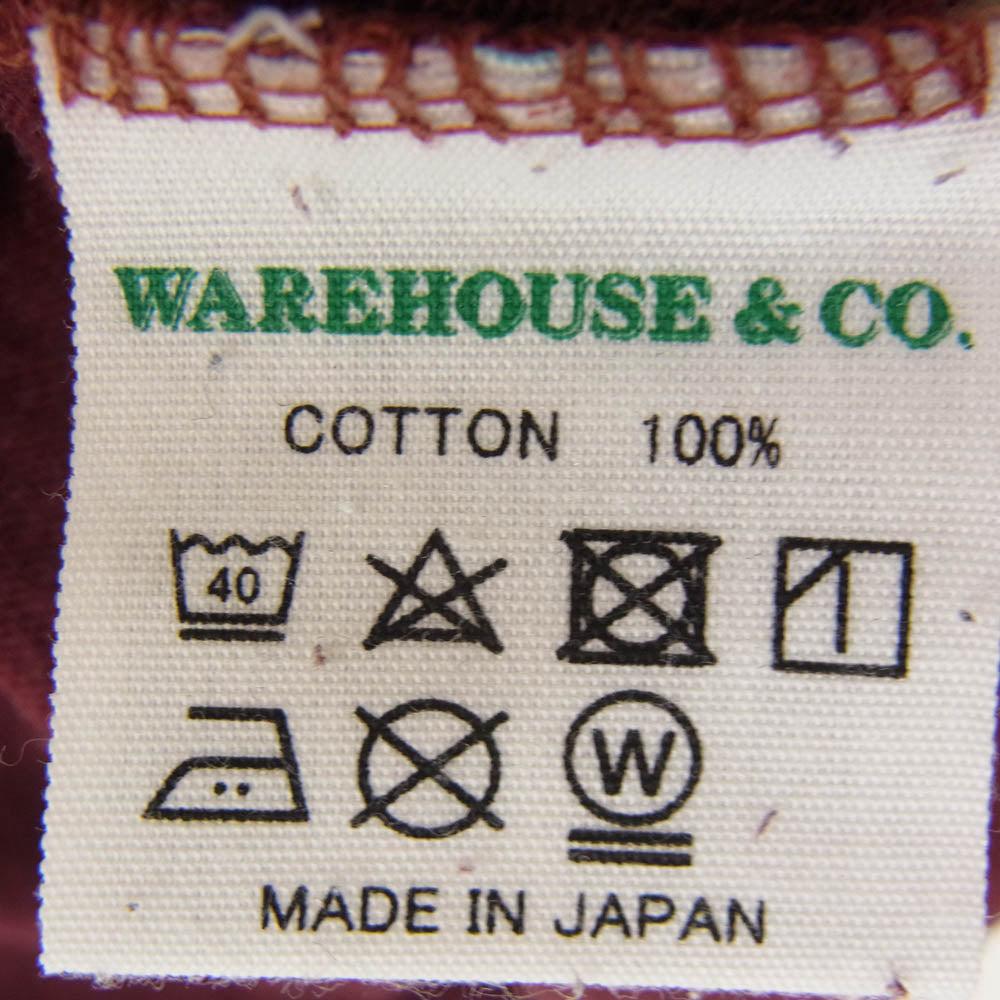 WAREHOUSE & CO.
COTTON 100%
40
W
MADE IN JAPAN